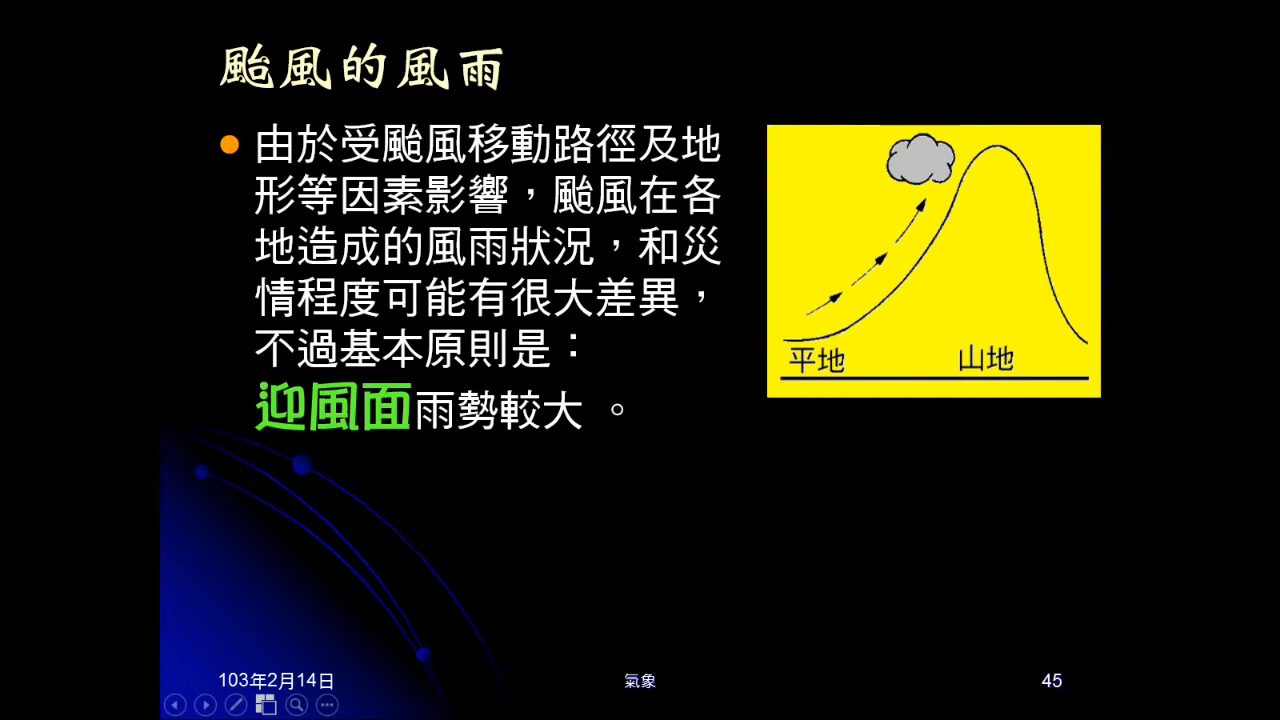 颱風的風雨
由於受颱風移動路徑及地
形等因素影響，颱風在各
地造成的風雨狀況，和災
情程度可能有很大差異，
不過基本原則是：
迎風面雨勢較大 。
平地
山地
103年2月14日
氣象
45